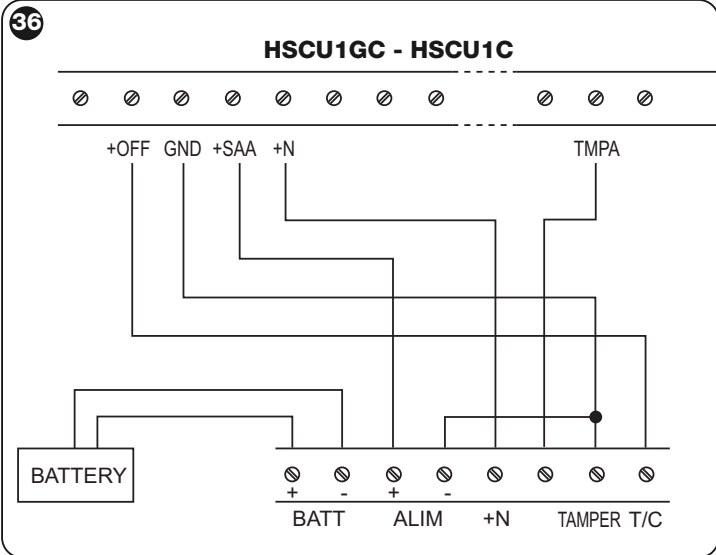 36
HSCU1GC - HSCU1C
+OFF GND +SAA +N TMPA
BATTERY
+ - + -
BATT ALIM +N TAMPER T/C